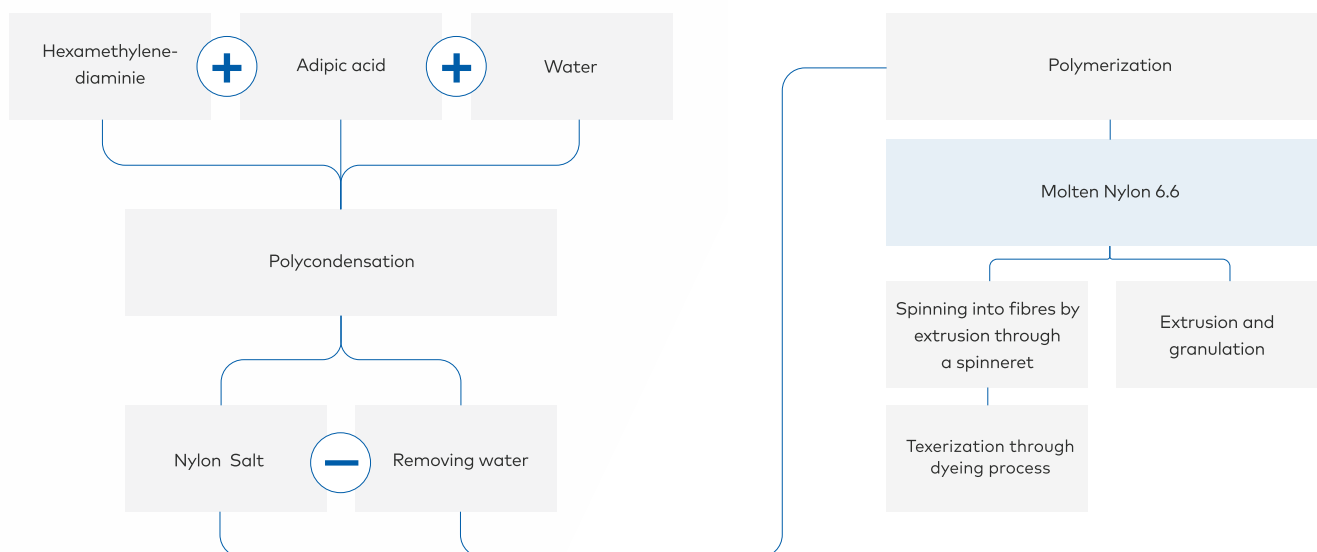 Hexamethylene-
diaminie
Adipic acid
Water
Polycondensation
Nylon Salt
Removing water
Polymerization
Molten Nylon 6.6
Spinning into fibres by
extrusion through
a spinneret
Extrusion and
granulation
Texerization through
dyeing process